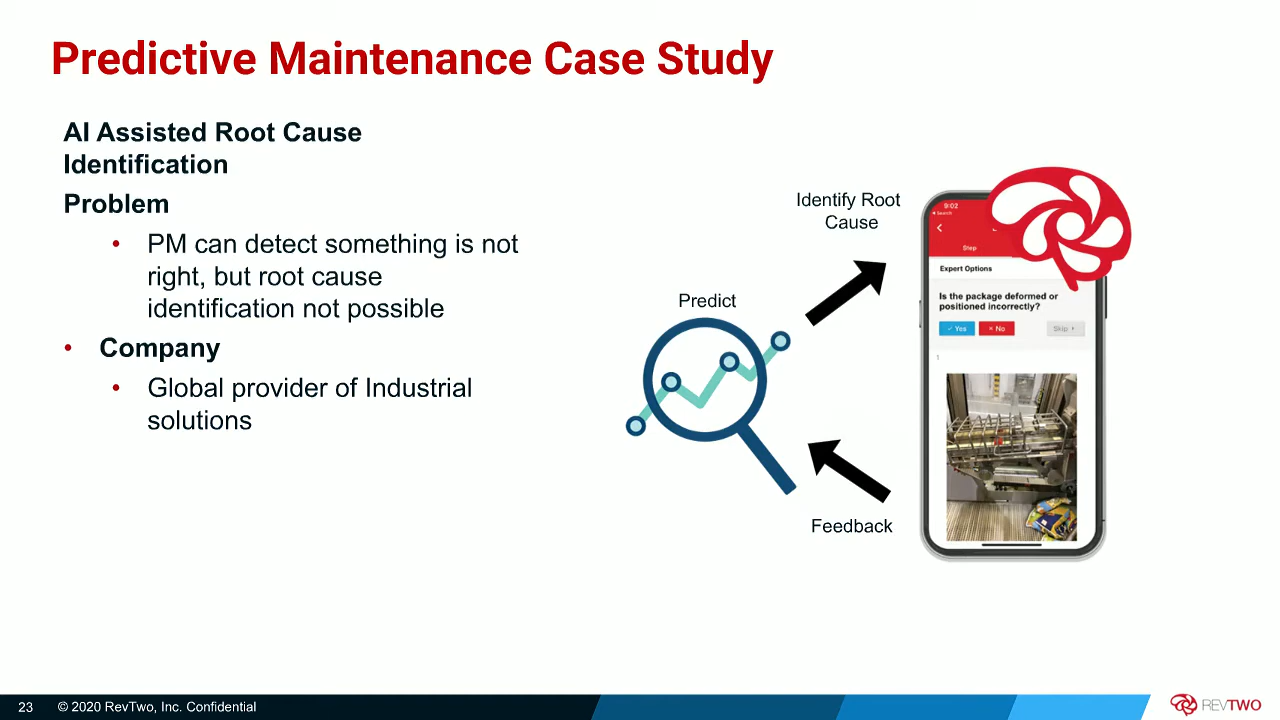 Predictive Maintenance Case Study
AI Assisted Root Cause
Identification
Problem
• PM can detect something is not
right, but root cause
identification not possible
• Company
• Global provider of Industrial
solutions
Identify Root
Cause
Predict
Feedback
9:02
Search
Step
Expert Options
Is the package deformed or
positioned incorrectly?
✓ Yes
× No
Skip
1
23
© 2020 RevTwo, Inc. Confidential
REVTWO